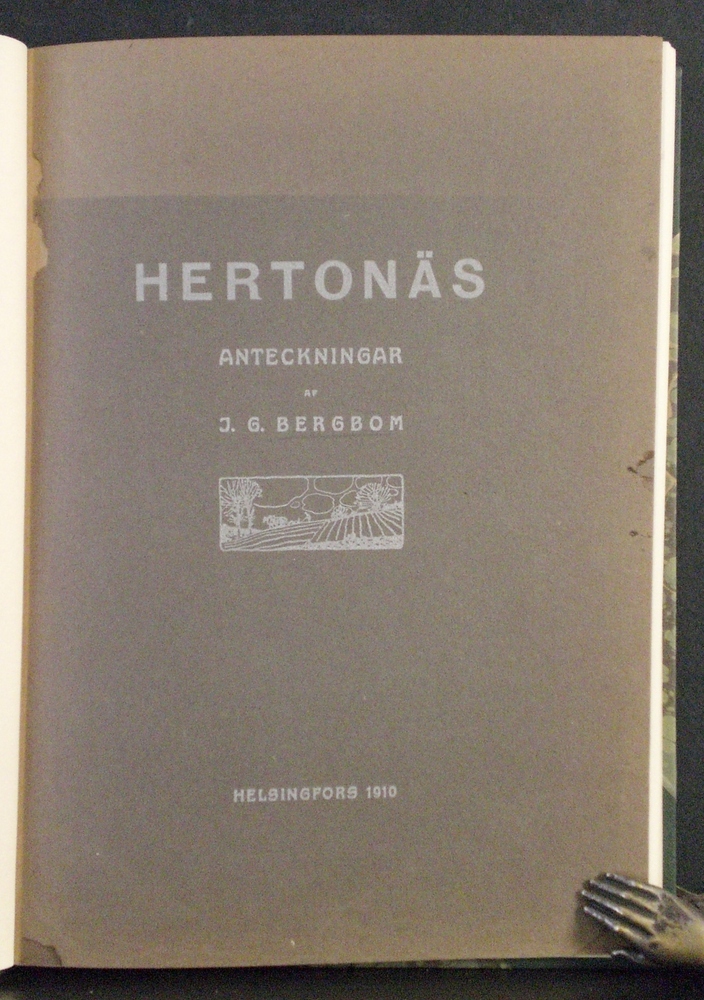 HERTONÄS
ANTECKNINGAR
AF
J. G. BERGBOM
HELSINGFORS 1910